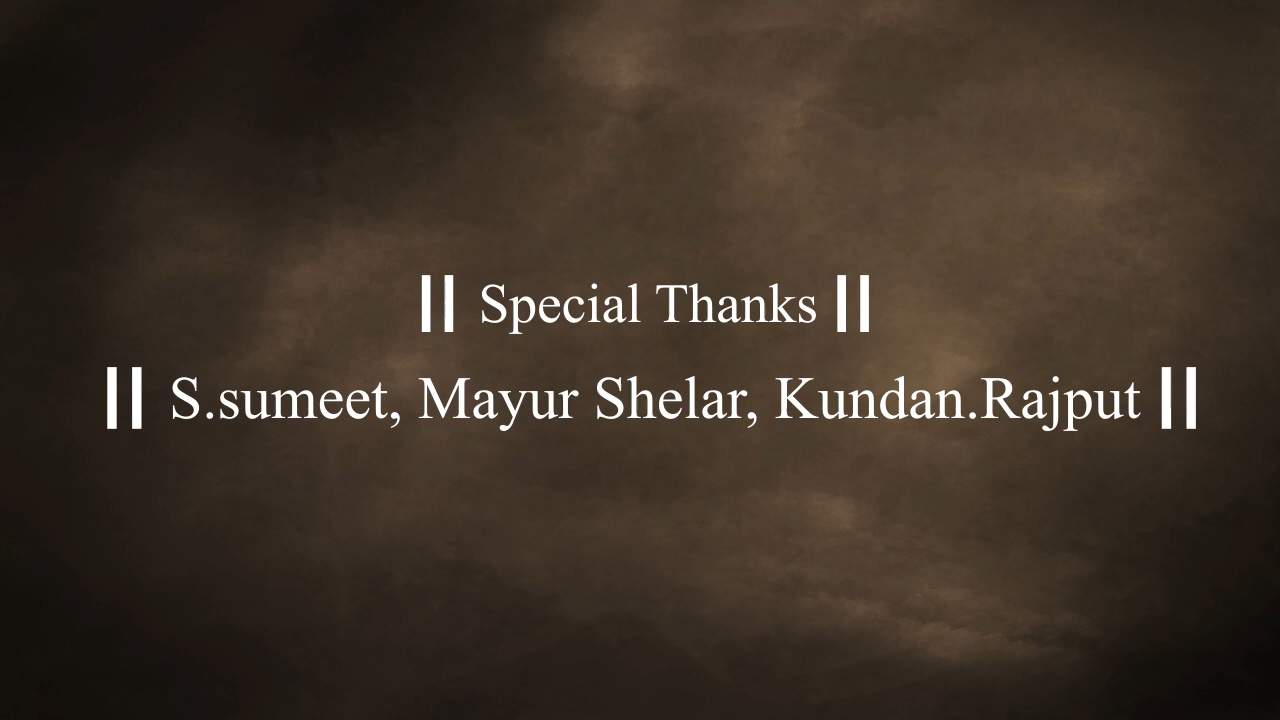 || Special Thanks ||
|| S.sumeet, Mayur Shelar, Kundan.Rajput ||